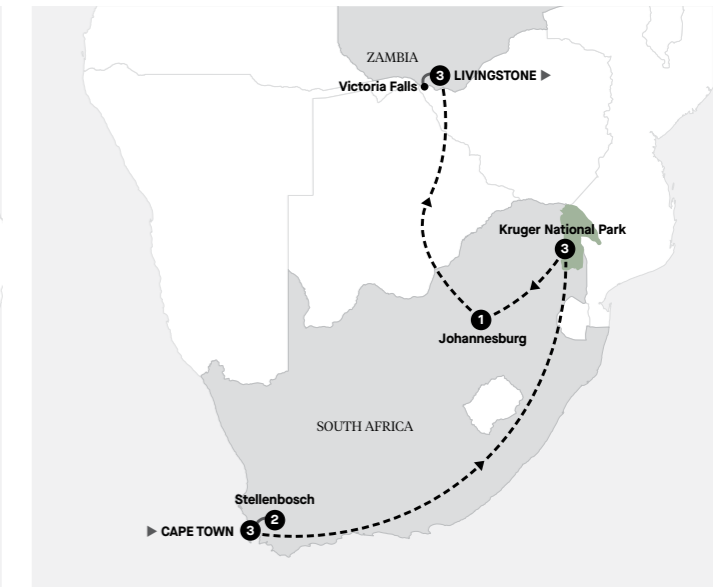 ZAMBIA
3 LIVINGSTONE ▶
Victoria Falls
Kruger National Park
3
1
Johannesburg
SOUTH AFRICA
Stellenbosch
2
▶ CAPE TOWN 3